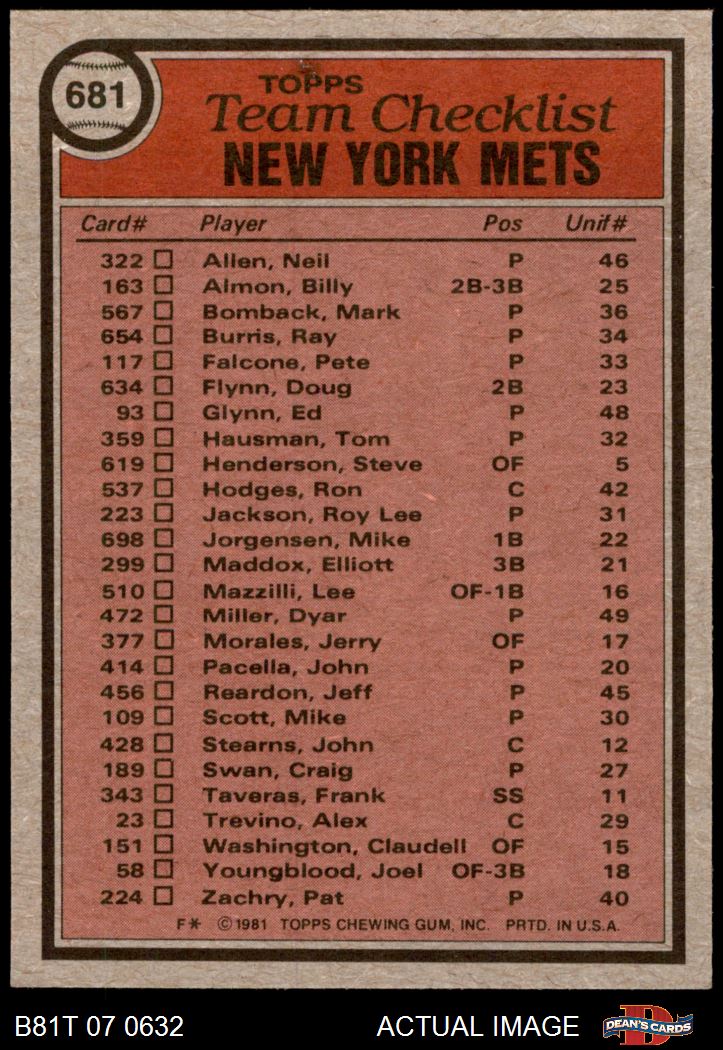 681
TOPPS
Team Checklist
NEW YORK METS
Card# Player Pos Unif#
322 Allen, Neil P 46
163 Almon, Billy 2B-3B 25
567 Bomback, Mark P 36
654 Burris, Ray P 34
117 Falcone, Pete P 33
634 Flynn, Doug 2B 23
93 Glynn, Ed P 48
359 Hausman, Tom P 32
619 Henderson, Steve OF 5
537 Hodges, Ron C 42
223 Jackson, Roy Lee P 31
698 Jorgensen, Mike 1B 22
299 Maddox, Elliott 3B 21
510 Mazzilli, Lee OF-1B 16
472 Miller, Dyar P 49
377 Morales, Jerry OF 17
414 Pacella, John P 20
456 Reardon, Jeff P 45
109 Scott, Mike P 30
428 Stearns, John C 12
189 Swan, Craig P 27
343 Taveras, Frank SS 11
23 Trevino, Alex C 29
151 Washington, Claudell OF 15
58 Youngblood, Joel OF-3B 18
224 Zachry, Pat P 40
F* ©1981 TOPPS CHEWING GUM, INC. PRTD. IN U.S.A.
B81T 07 0632 ACTUAL IMAGE DEAN'S CARDS